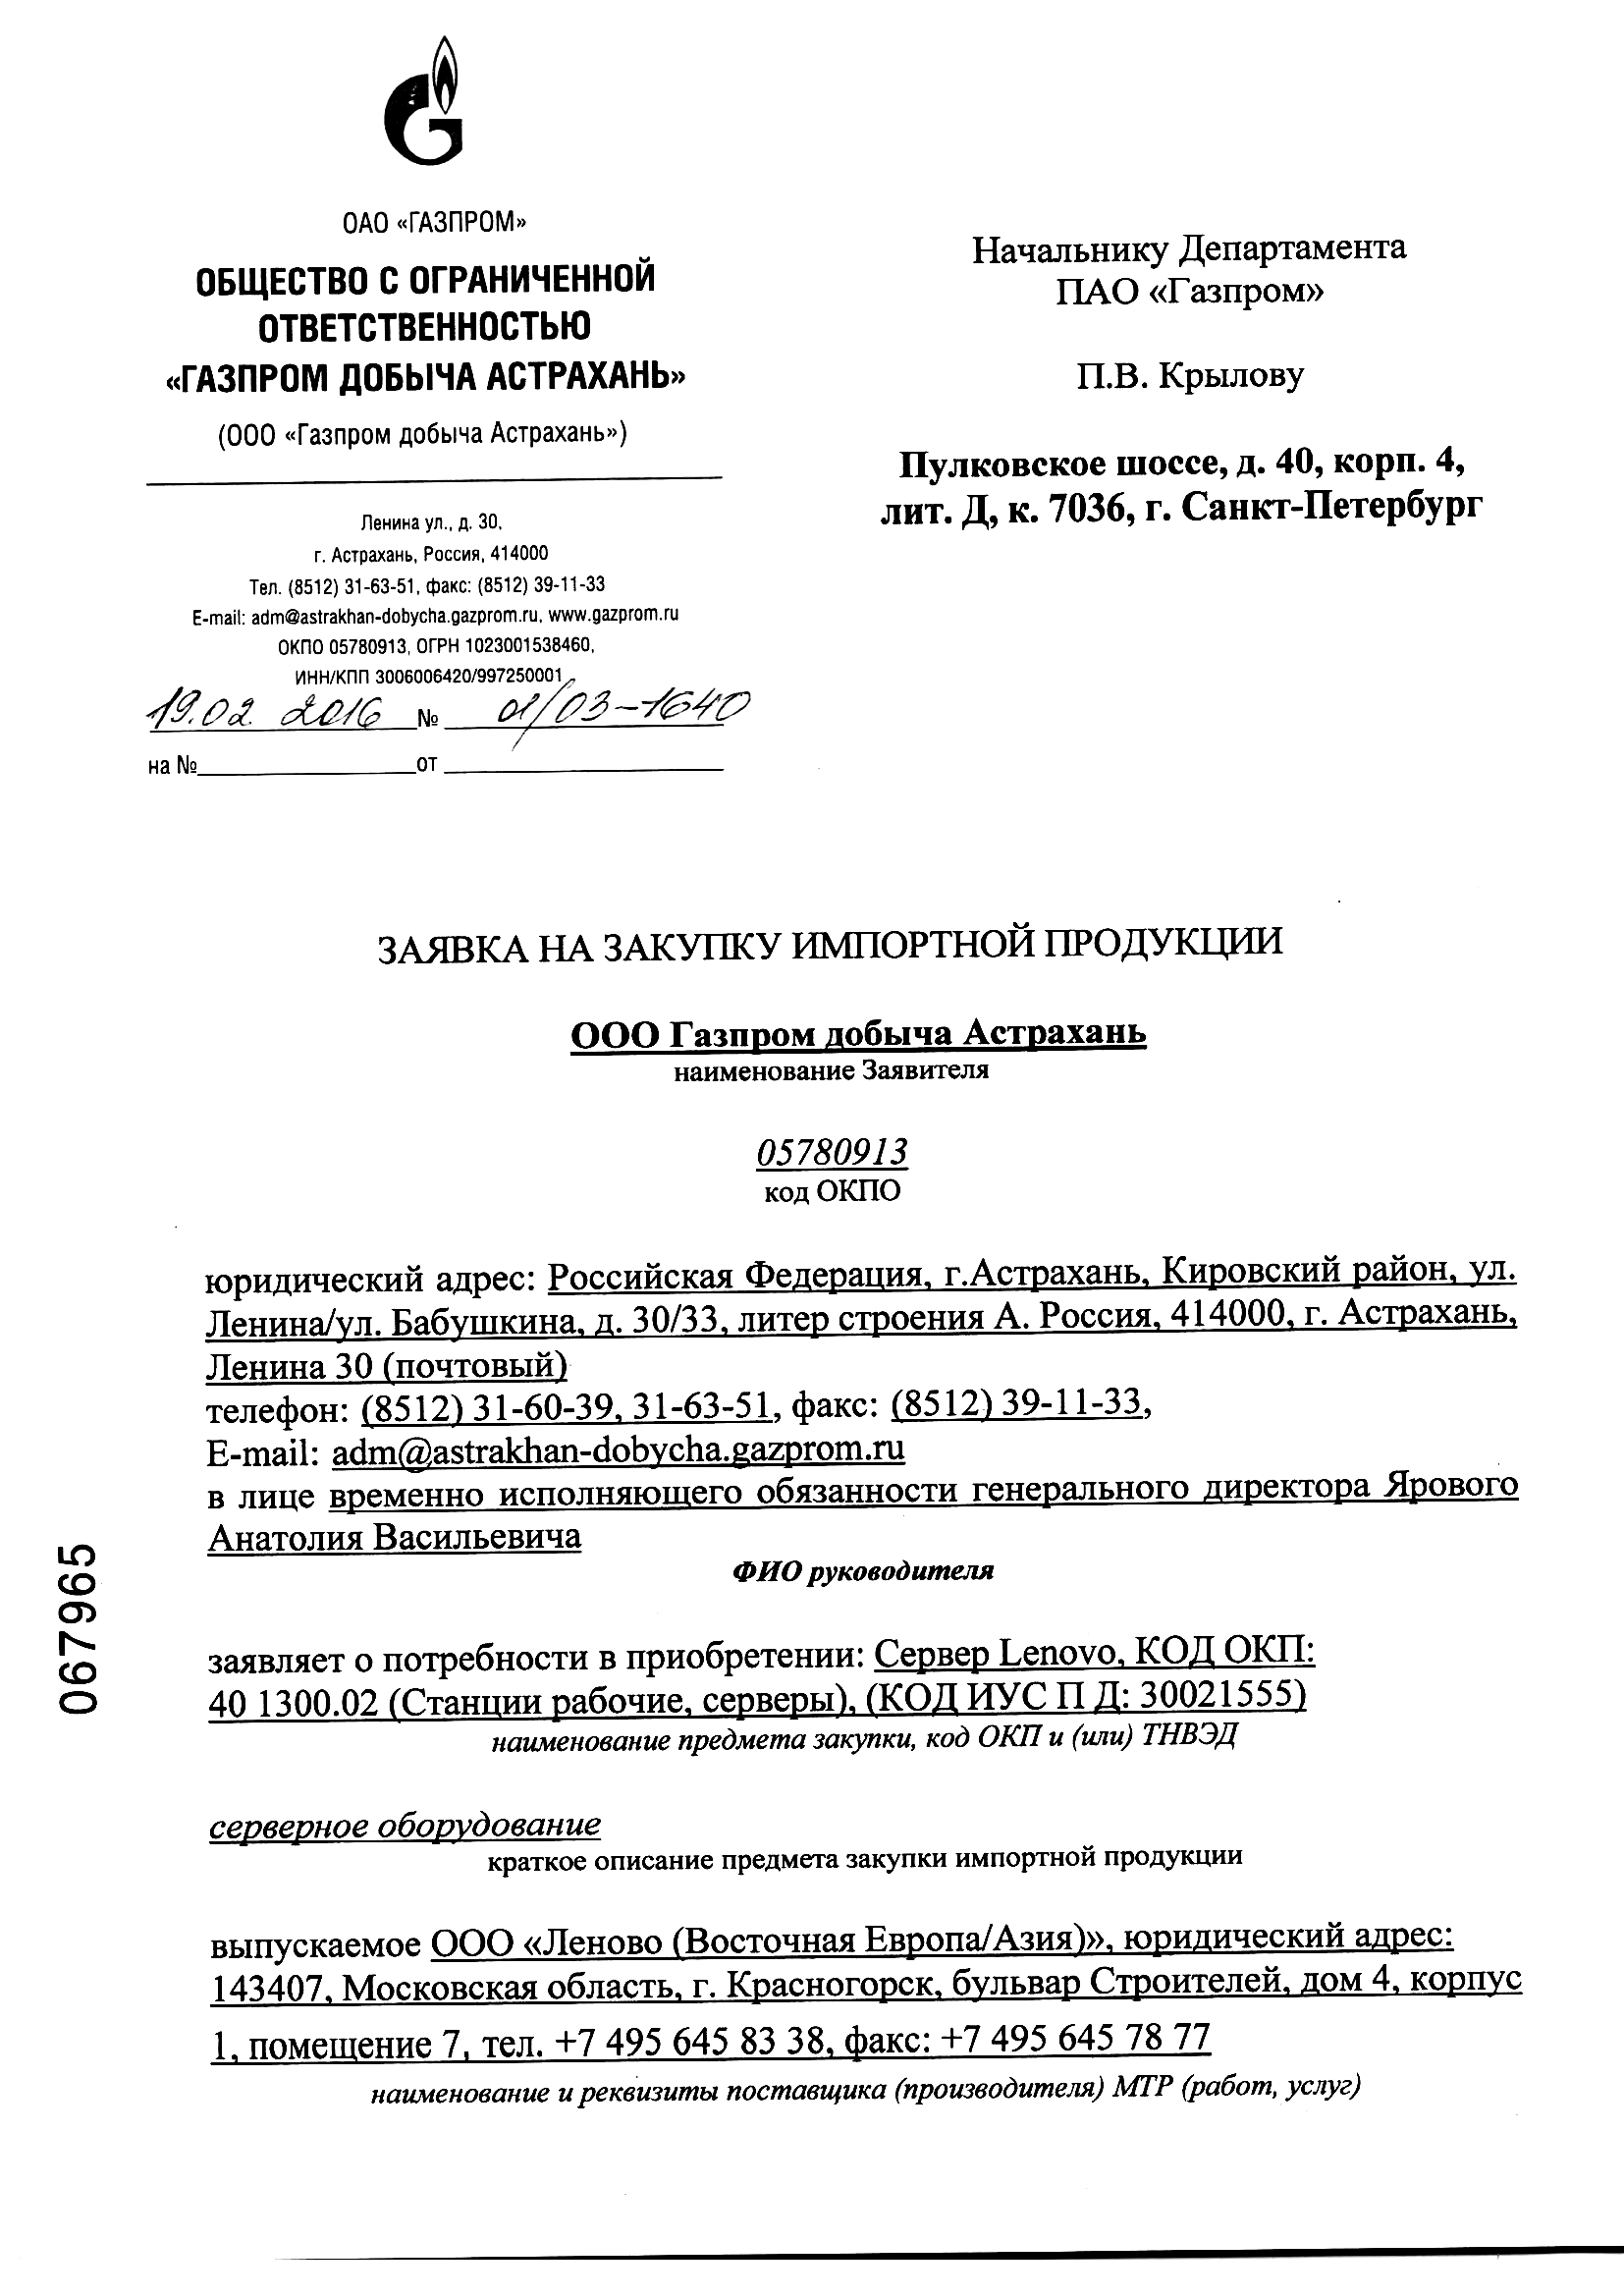 ОАО «ГАЗПРОМ»
ОБЩЕСТВО С ОГРАНИЧЕННОЙ
ОТВЕТСТВЕННОСТЬЮ
«ГАЗПРОМ ДОБЫЧА АСТРАХАНЬ»
(ООО «Газпром добыча Астрахань»)
Ленина ул., д. 30,
г. Астрахань, Россия, 414000
Тел. (8512) 31-63-51, факс: (8512) 39-11-33
E-mail: adm@astrakhan-dobycha.gazprom.ru, www.gazprom.ru
ОКПО 05780913, ОГРН 1023001538460,
ИНН/КПП 3006006420/997250001
19.02. 2016 № 01/03-1640
на № от
Начальнику Департамента
ПАО «Газпром»
П.В. Крылову
Пулковское шоссе, д. 40, корп. 4,
лит. Д, к. 7036, г. Санкт-Петербург
ЗАЯВКА НА ЗАКУПКУ ИМПОРТНОЙ ПРОДУКЦИИ
ООО Газпром добыча Астрахань
наименование Заявителя
05780913
код ОКПО
юридический адрес: Российская Федерация, г.Астрахань, Кировский район, ул.
Ленина/ул. Бабушкина, д. 30/33, литер строения А. Россия, 414000, г. Астрахань,
Ленина 30 (почтовый)
телефон: (8512) 31-60-39, 31-63-51, факс: (8512) 39-11-33,
E-mail: adm@astrakhan-dobycha.gazprom.ru
в лице временно исполняющего обязанности генерального директора Ярового
Анатолия Васильевича
ФИО руководителя
заявляет о потребности в приобретении: Сервер Lenovo, КОД ОКП:
40 1300.02 (Станции рабочие, серверы), (КОД ИУС П Д: 30021555)
наименование предмета закупки, код ОКП и (или) ТНВЭД
серверное оборудование
краткое описание предмета закупки импортной продукции
выпускаемое ООО «Леново (Восточная Европа/Азия)», юридический адрес:
143407, Московская область, г. Красногорск, бульвар Строителей, дом 4, корпус
1, помещение 7, тел. +7 495 645 83 38, факс: +7 495 645 78 77
наименование и реквизиты поставщика (производителя) МТР (работ, услуг)
067965